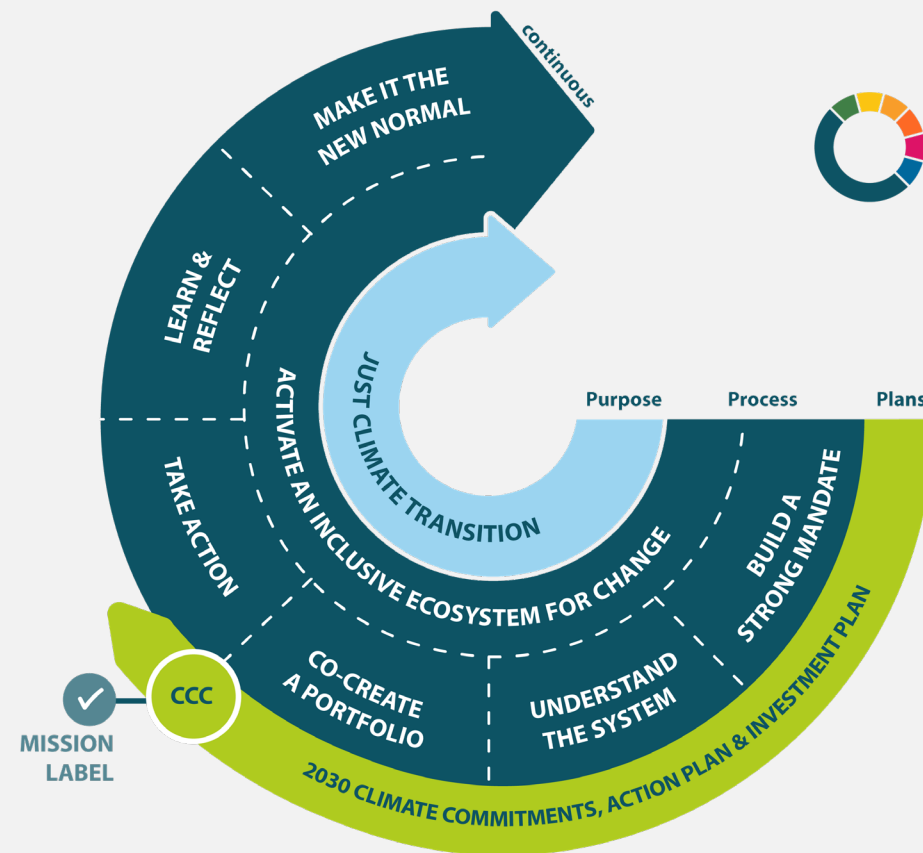 continuous
MAKE IT THE
NEW NORMAL
LEARN &
REFLECT
TAKE ACTION
ACTIVATE AN INCLUSIVE ECOSYSTEM FOR CHANGE
JUST CLIMATE TRANSITION
Purpose
Process
Plans
BUILD A
STRONG MANDATE
UNDERSTAND
THE SYSTEM
CO-CREATE
A PORTFOLIO
CCC
MISSION
LABEL
2030 CLIMATE COMMITMENTS, ACTION PLAN & INVESTMENT PLAN